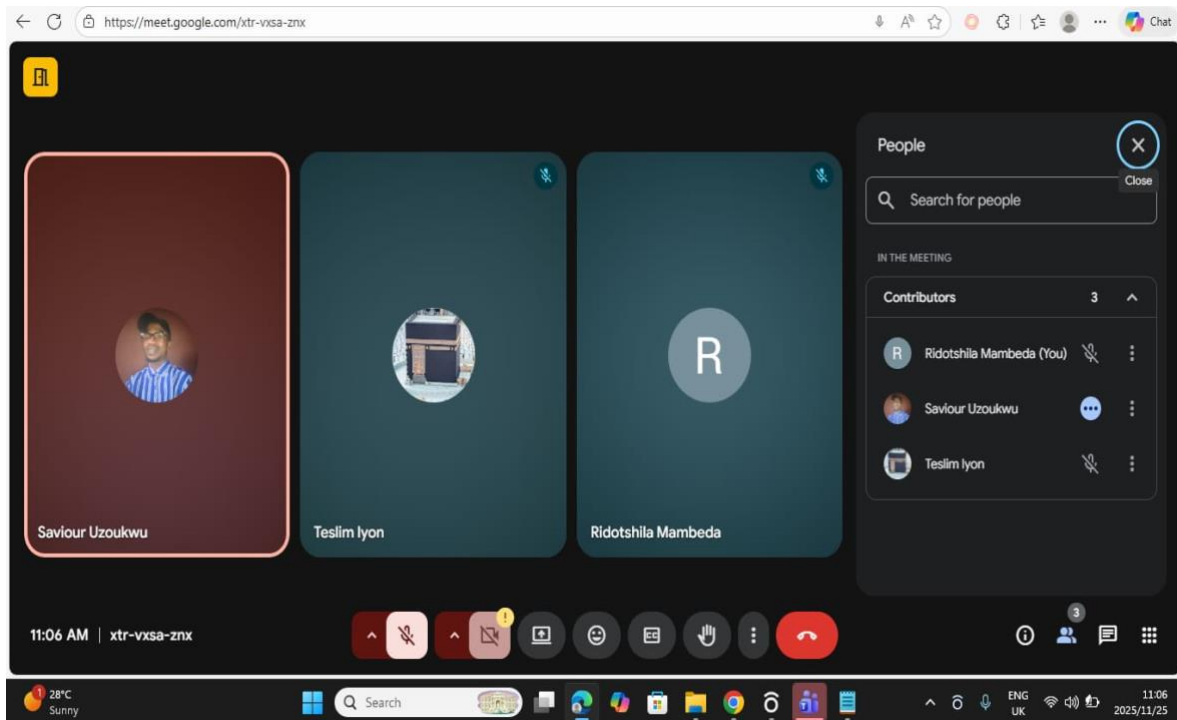 https://meet.google.com/xtr-vxsa-znx
Chat
People
Close
Search for people
IN THE MEETING
Contributors 3
R Ridotshila Mambeda (You)
Saviour Uzoukwu
Teslim Iyon
R
Saviour Uzoukwu
Teslim Iyon
Ridotshila Mambeda
11:06 AM | xtr-vxsa-znx
CC
3
1
28°C
Sunny
Search
ENG
UK
11:06
2025/11/25